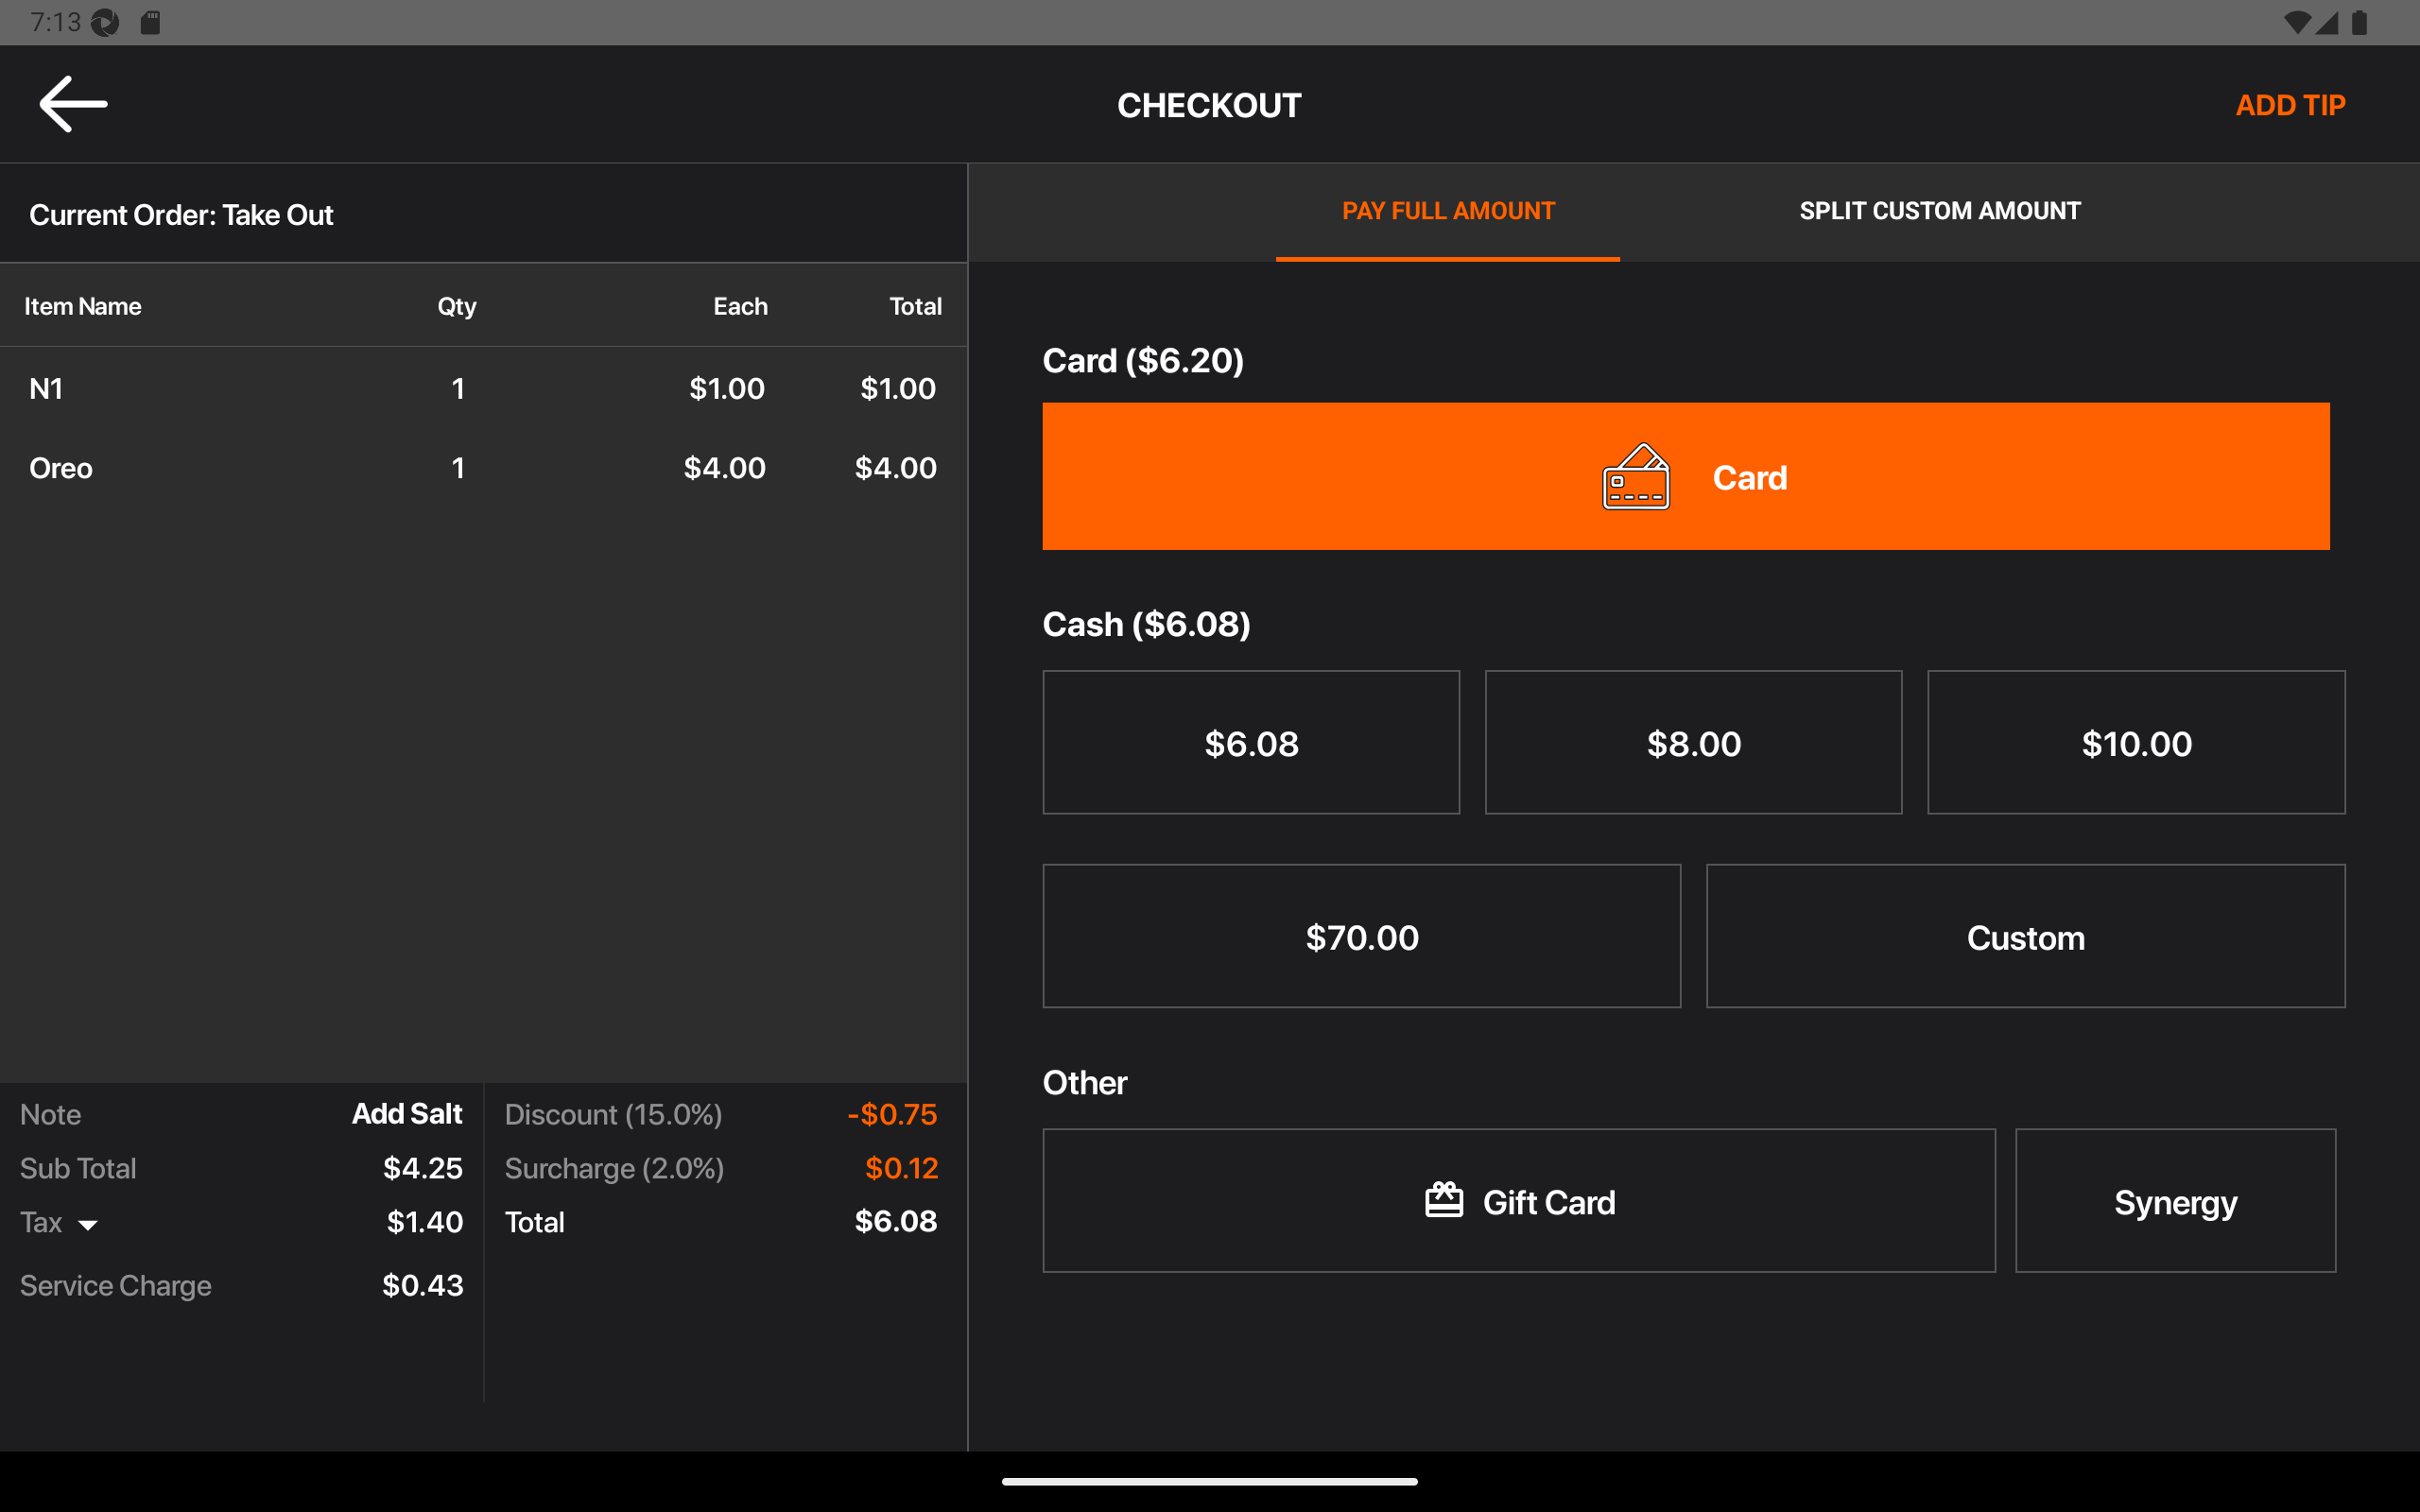 7:13
CHECKOUT
ADD TIP
Current Order: Take Out
Item Name Qty Each Total
N1 1 $1.00 $1.00
Oreo 1 $4.00 $4.00
Note Add Salt
Sub Total $4.25
Tax $1.40
Service Charge $0.43
Discount (15.0%) -$0.75
Surcharge (2.0%) $0.12
Total $6.08
PAY FULL AMOUNT
SPLIT CUSTOM AMOUNT
Card ($6.20)
Card
Cash ($6.08)
$6.08
$8.00
$10.00
$70.00
Custom
Other
Gift Card
Synergy